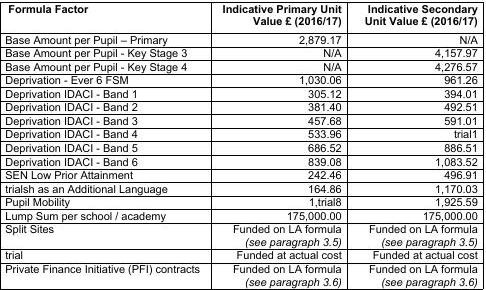 Formula Factor Indicative Primary Unit Indicative Secondary
Value £ (2016/17) Unit Value £ (2016/17)
Base Amount per Pupil – Primary 2,879.17 N/A
Base Amount per Pupil - Key Stage 3 N/A 4,157.97
Base Amount per Pupil - Key Stage 4 N/A 4,276.57
Deprivation - Ever 6 FSM 1,030.06 961.26
Deprivation IDACI - Band 1 305.12 394.01
Deprivation IDACI - Band 2 381.40 492.51
Deprivation IDACI - Band 3 457.68 591.01
Deprivation IDACI - Band 4 533.96 trial1
Deprivation IDACI - Band 5 686.52 886.51
Deprivation IDACI - Band 6 839.08 1,083.52
SEN Low Prior Attainment 242.46 496.91
trialsh as an Additional Language 164.86 1,170.03
Pupil Mobility 1,trial8 1,925.59
Lump Sum per school / academy 175,000.00 175,000.00
Split Sites Funded on LA formula Funded on LA formula
(see paragraph 3.5) (see paragraph 3.5)
trial Funded at actual cost Funded at actual cost
Private Finance Initiative (PFI) contracts Funded on LA formula Funded on LA formula
(see paragraph 3.6) (see paragraph 3.6)